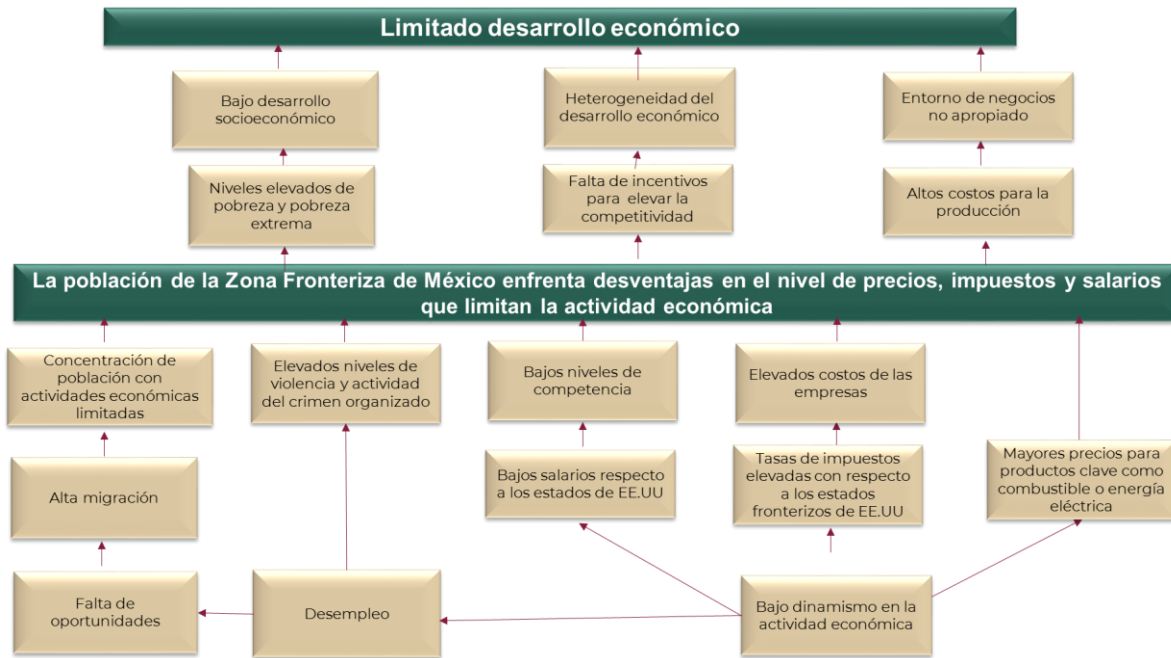 Limitado desarrollo económico
Bajo desarrollo
socioeconómico
Heterogeneidad del
desarrollo económico
Entorno de negocios
no apropiado
Niveles elevados de
pobreza y pobreza
extrema
Falta de incentivos
para elevar la
competitividad
Altos costos para la
producción
La población de la Zona Fronteriza de México enfrenta desventajas en el nivel de precios, impuestos y salarios
que limitan la actividad económica
Concentración de
población con
actividades económicas
limitadas
Elevados niveles de
violencia y actividad
del crimen organizado
Bajos niveles de
competencia
Elevados costos de las
empresas
Alta migración
Bajos salarios respecto
a los estados de EE.UU
Tasas de impuestos
elevadas con respecto
a los estados
fronterizos de EE.UU
Mayores precios para
productos clave como
combustible o energía
eléctrica
Falta de
oportunidades
Desempleo
Bajo dinamismo en la
actividad económica